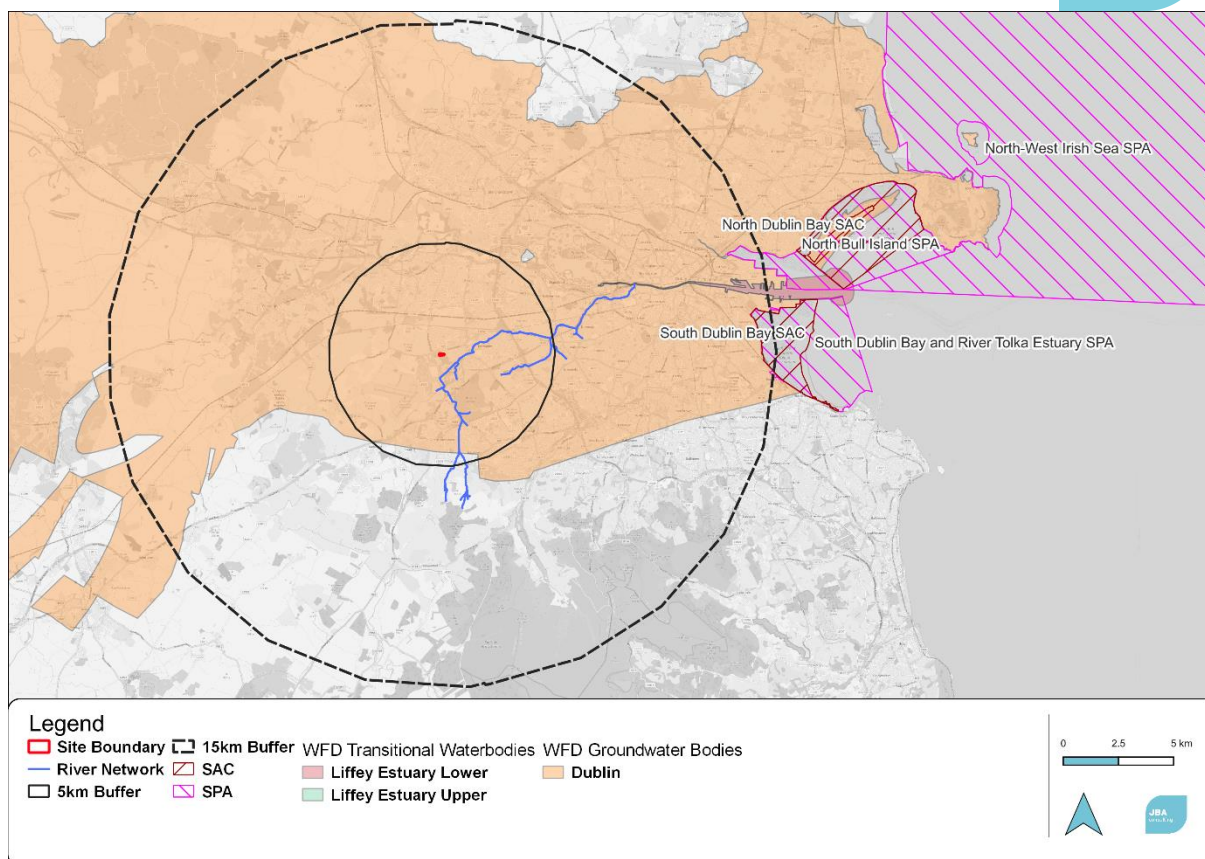 North-West Irish Sea SPA
North Dublin Bay SAC
North Bull Island SPA
South Dublin Bay SAC
South Dublin Bay and River Tolka Estuary SPA
Legend
Site Boundary
River Network
5km Buffer
15km Buffer
SAC
SPA
WFD Transitional Waterbodies
Liffey Estuary Lower
Liffey Estuary Upper
WFD Groundwater Bodies
Dublin
0 2.5 5 km
JBA
consulting